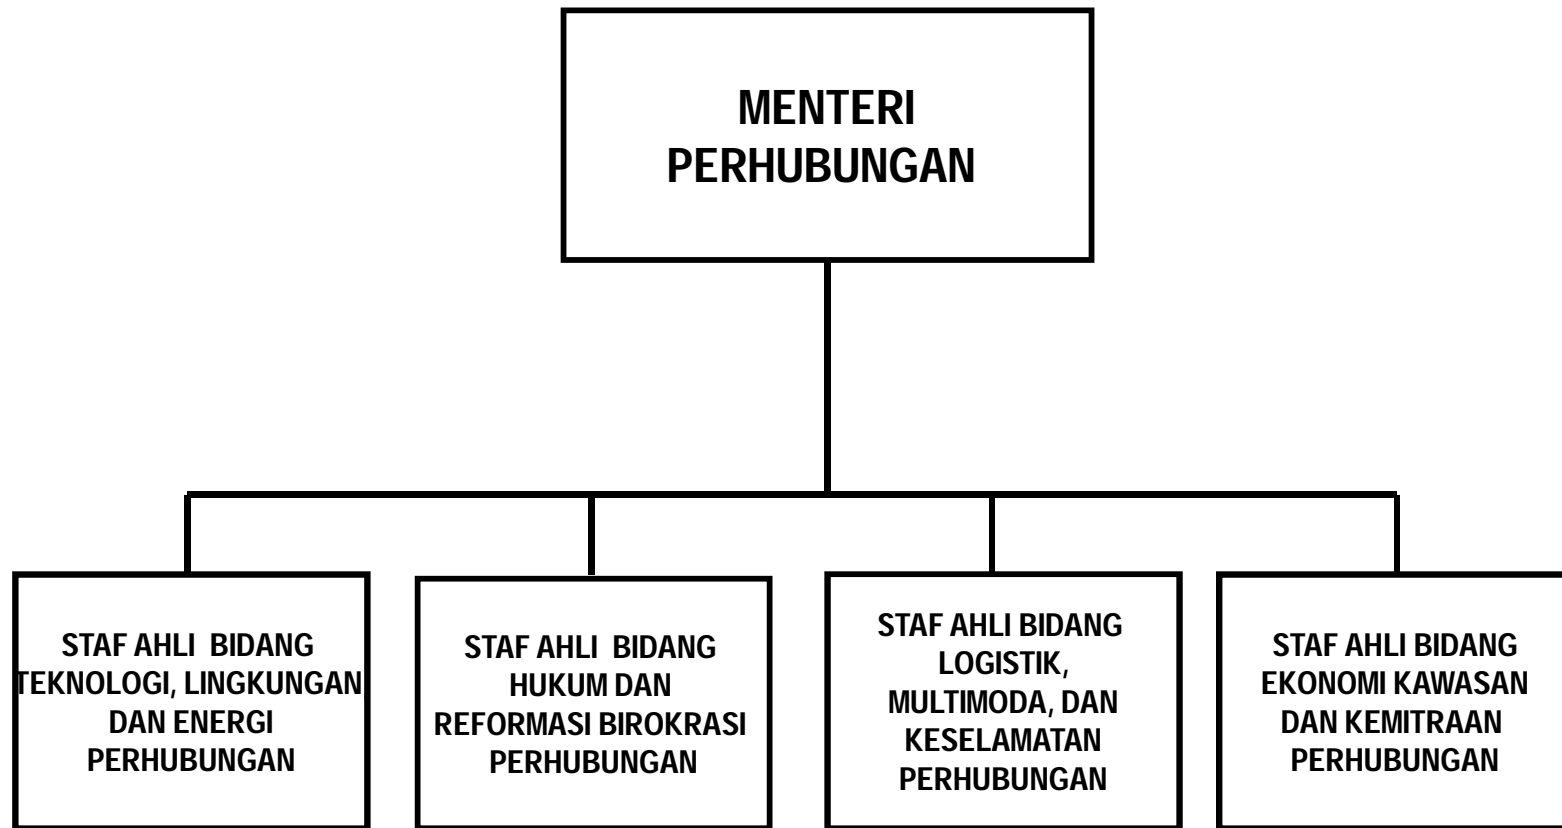 MENTERI
PERHUBUNGAN
STAF AHLI BIDANG
TEKNOLOGI, LINGKUNGAN
DAN ENERGI
PERHUBUNGAN
STAF AHLI BIDANG
HUKUM DAN
REFORMASI BIROKRASI
PERHUBUNGAN
STAF AHLI BIDANG
LOGISTIK,
MULTIMODA, DAN
KESELAMATAN
PERHUBUNGAN
STAF AHLI BIDANG
EKONOMI KAWASAN
DAN KEMITRAAN
PERHUBUNGAN